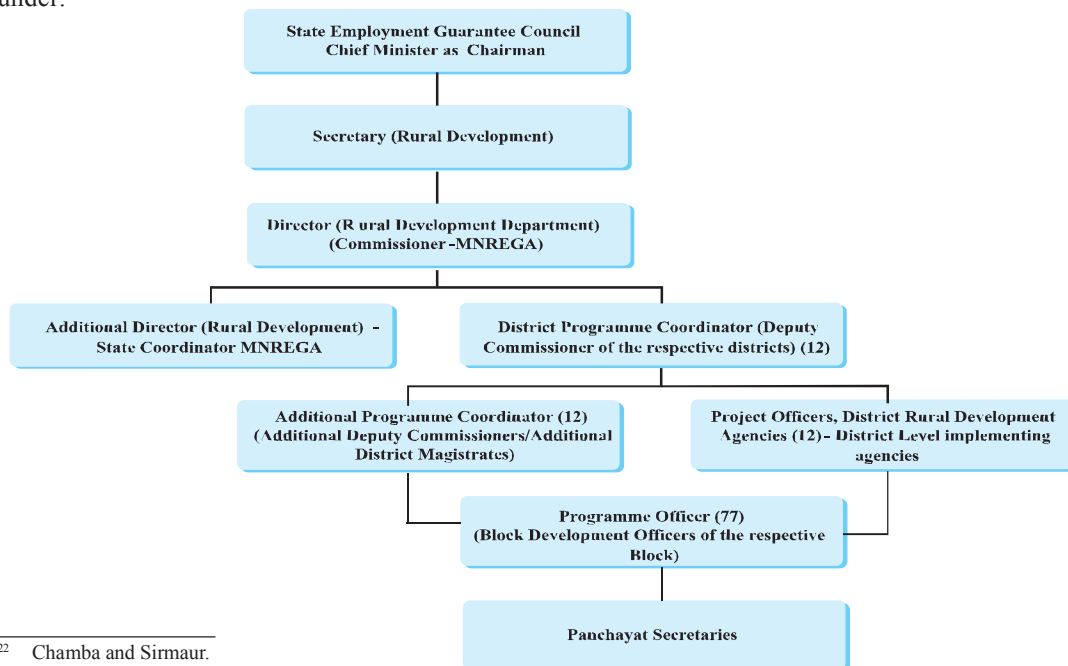 under:
State Employment Guarantee Council
Chief Minister as Chairman
Secretary (Rural Development)
Director (R ural Development Department)
(Commissioner -MNREGA)
Additional Director (Rural Development) -
State Coordinator MNREGA
District Programme Coordinator (Deputy
Commissioner of the respective districts) (12)
Additional Programme Coordinator (12)
(Additional Deputy Commissioners/Additional
District Magistrates)
Project Officers, District Rural Development
Agencies (12) - District Level implementing
agencies
Programme Officer (77)
(Block Development Officers of the respective
Block)
Panchayat Secretaries
22 Chamba and Sirmaur.